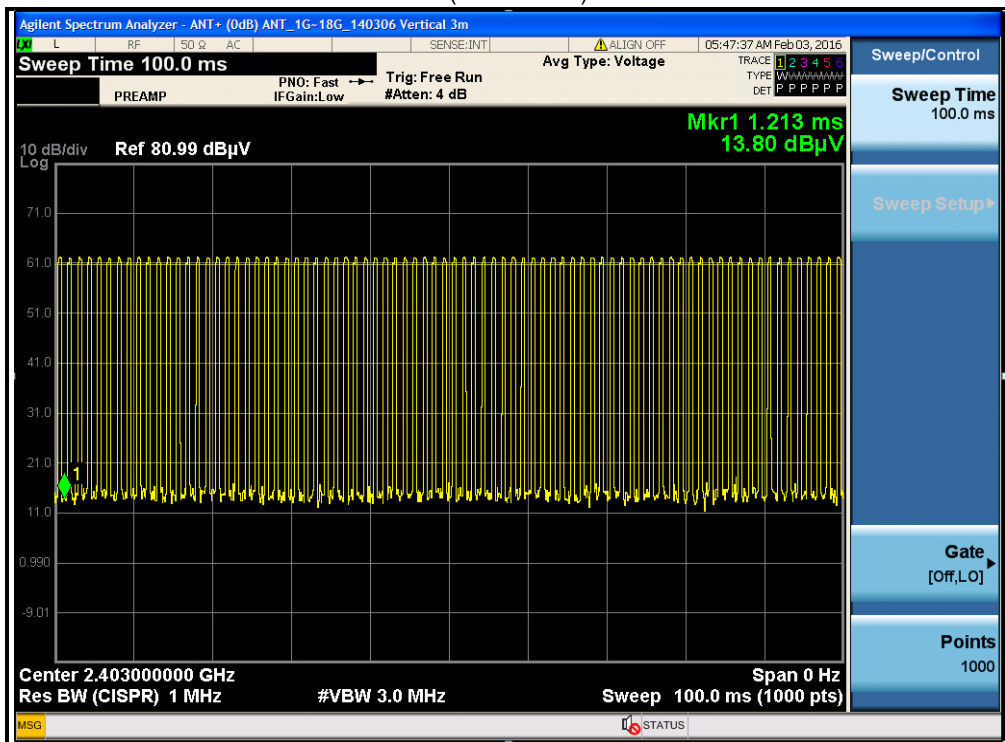 Agilent Spectrum Analyzer - ANT+ (0dB) ANT_1G~18G_140306 Vertical 3m
LXI L RF 50 Ω AC SENSE:INT ALIGN OFF 05:47:37 AM Feb 03, 2016
Sweep Time 100.0 ms
PREAMP
PNO: Fast
IFGain:Low
Trig: Free Run
#Atten: 4 dB
Avg Type: Voltage
TRACE 1 2 3 4 5 6
TYPE WWWWWWW
DET P P P P P P
Mkr1 1.213 ms
13.80 dBµV
10 dB/div Ref 80.99 dBµV
Log
71.0
61.0
51.0
41.0
31.0
21.0
1
11.0
0.990
-9.01
Center 2.403000000 GHz Span 0 Hz
Res BW (CISPR) 1 MHz #VBW 3.0 MHz Sweep 100.0 ms (1000 pts)
MSG STATUS
Sweep/Control
Sweep Time
100.0 ms
Sweep Setup
Gate
[Off,LO]
Points
1000